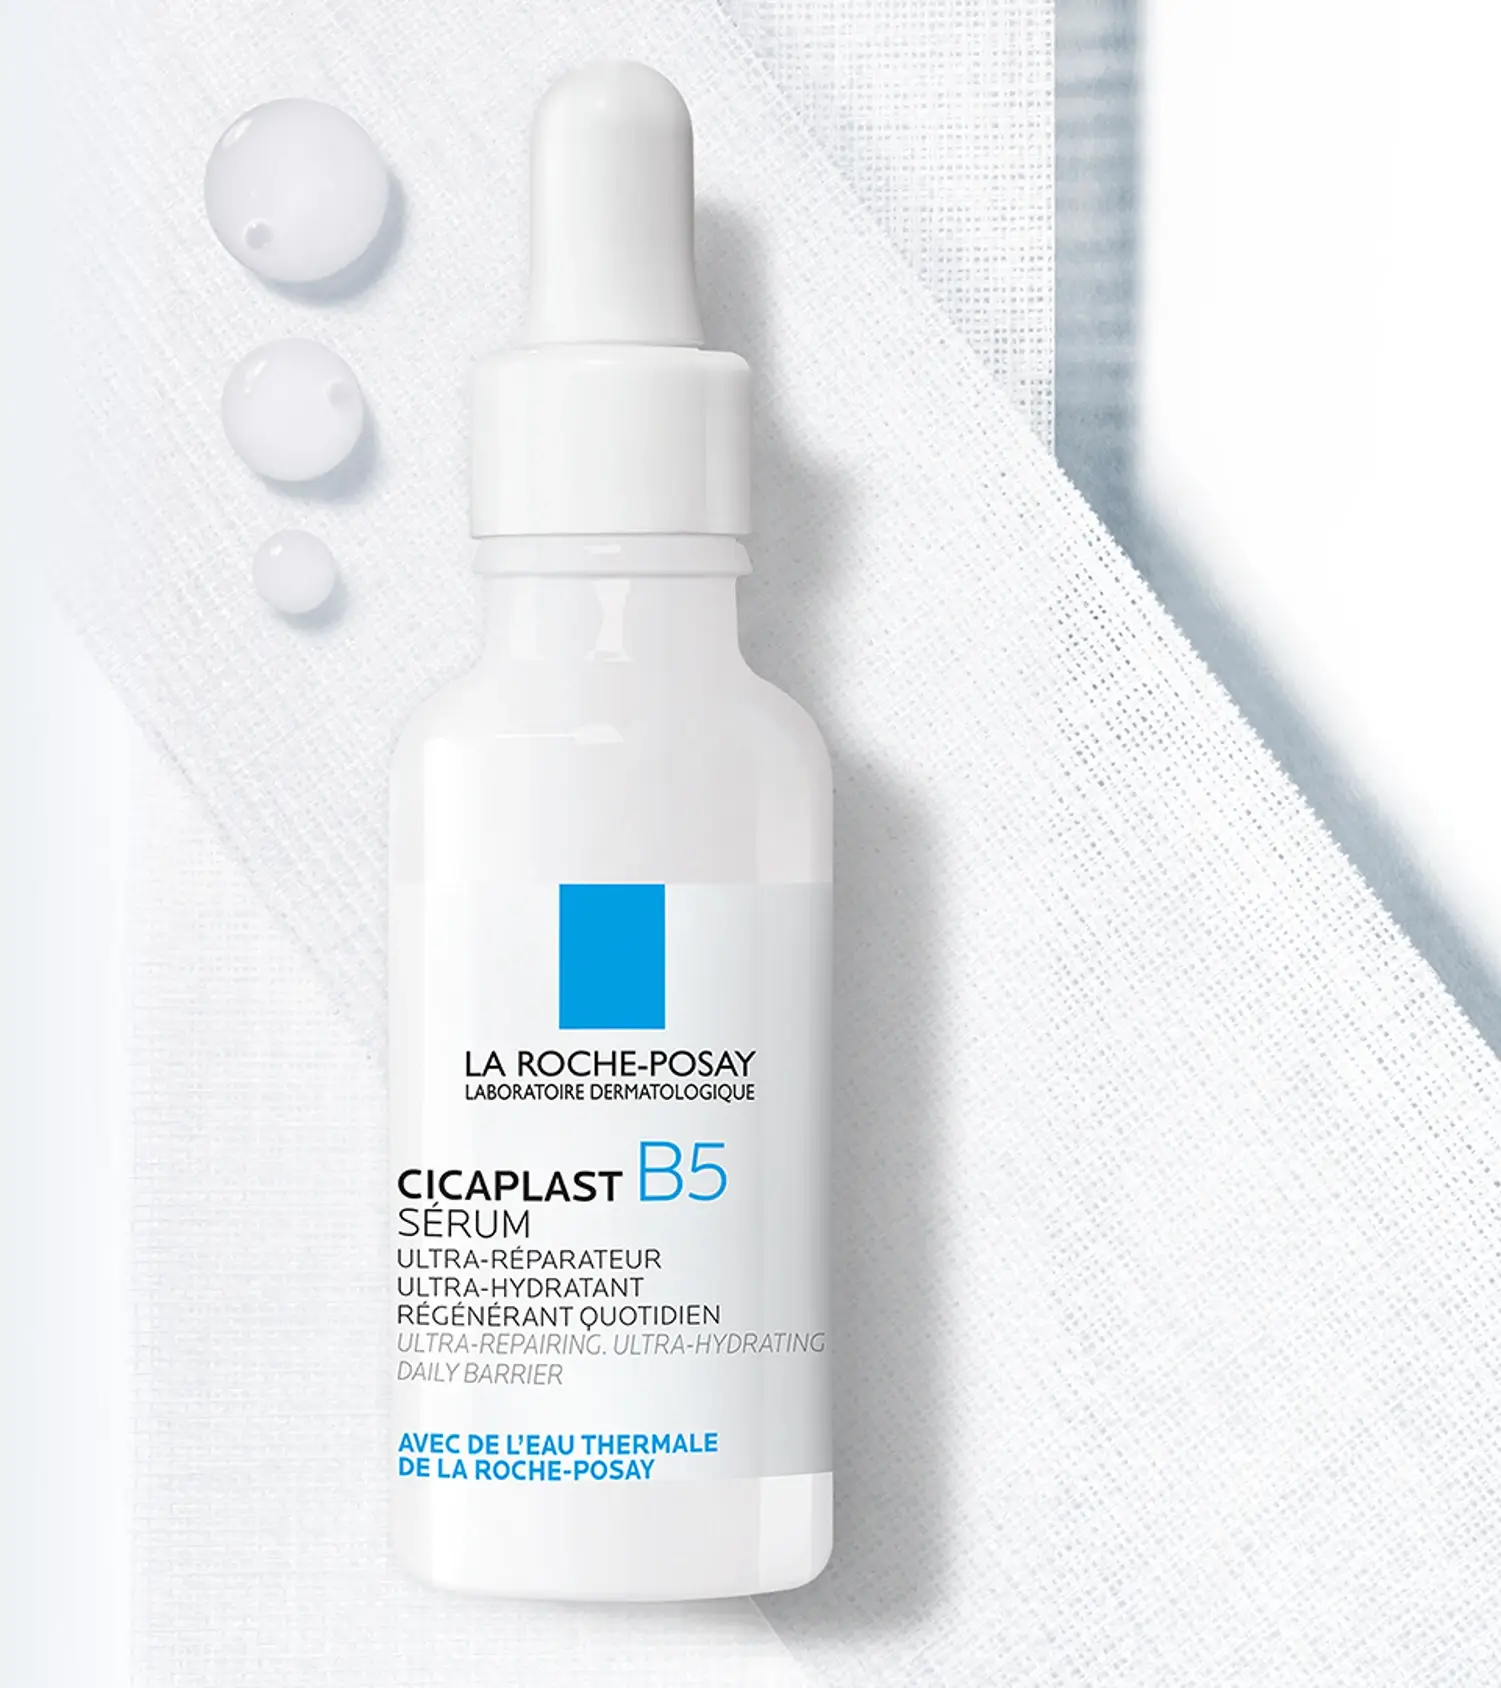 LA ROCHE-POSAY
LABORATOIRE DERMATOLOGIQUE
CICAPLAST B5
SÉRUM
ULTRA-RÉPARATEUR
ULTRA-HYDRATANT
RÉGÉNÉRANT QUOTIDIEN
ULTRA-REPAIRING. ULTRA-HYDRATING
DAILY BARRIER
AVEC DE L'EAU THERMALE
DE LA ROCHE-POSAY